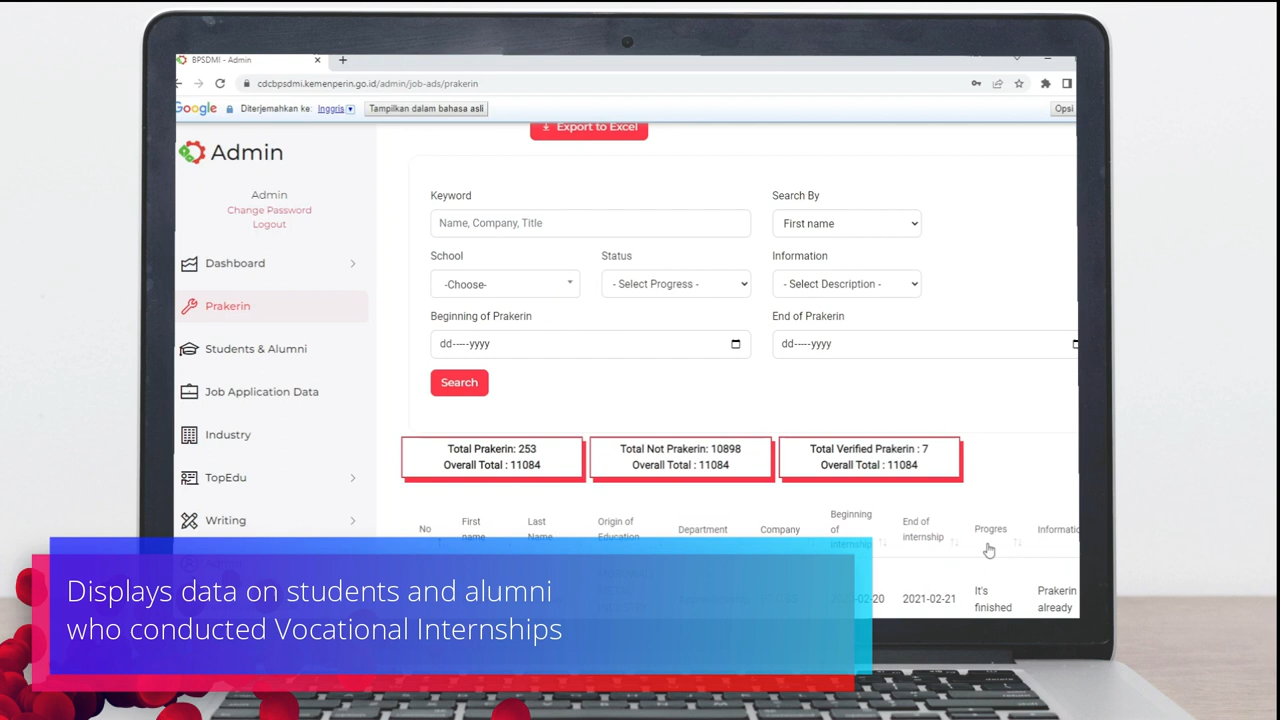 BPSDMI - Admin
cdcbpsdmi.kemenperin.go.id/admin/job-ads/prakerin
Google Diterjemahkan ke: Inggris Tampilkan dalam bahasa asli Opsi
Admin
Export to Excel
Admin
Change Password
Logout
Dashboard
Prakerin
Students & Alumni
Job Application Data
Industry
TopEdu
Writing
Keyword
Search By
Name, Company, Title
First name
School
Status
Information
-Choose-
- Select Progress -
- Select Description -
Beginning of Prakerin
End of Prakerin
dd-----yyyy
dd-----yyyy
Search
Total Prakerin: 253
Overall Total : 11084
Total Not Prakerin: 10898
Overall Total : 11084
Total Verified Prakerin : 7
Overall Total : 11084
No
First name
Last Name
Origin of Education
Department
Company
Beginning of internship
End of internship
Progres
2021-02-21
It's finished
Prakerin already
Displays data on students and alumni
who conducted Vocational Internships